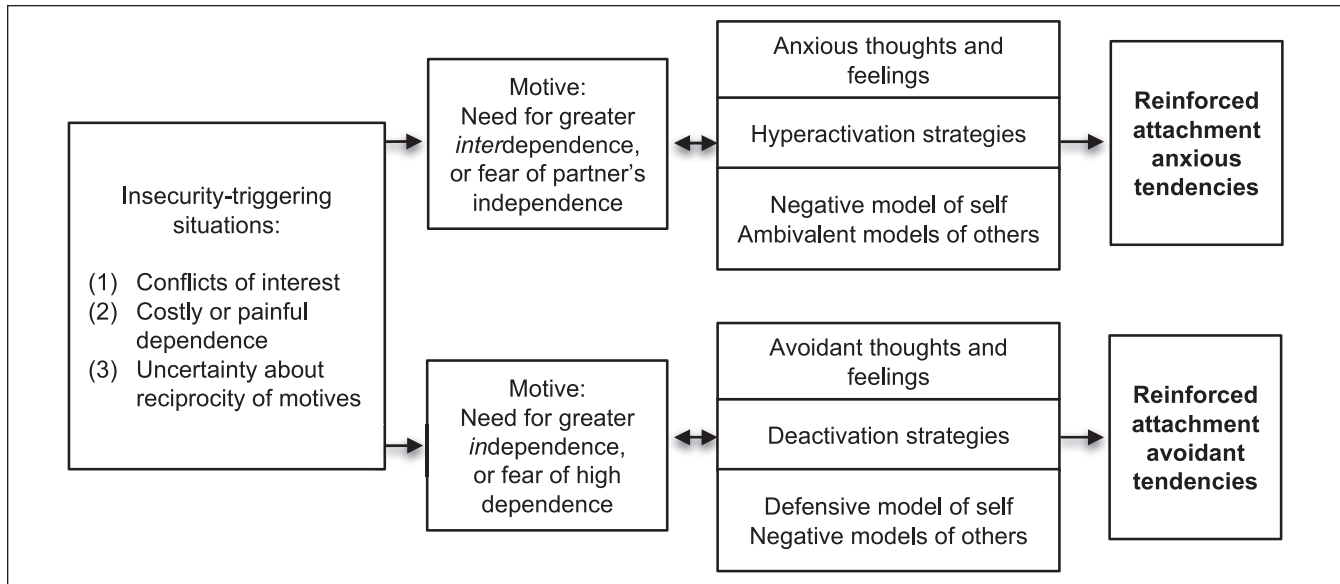 Insecurity-triggering
situations:
(1) Conflicts of interest
(2) Costly or painful
dependence
(3) Uncertainty about
reciprocity of motives
Motive:
Need for greater
interdependence,
or fear of partner's
independence
Anxious thoughts and
feelings
Hyperactivation strategies
Negative model of self
Ambivalent models of others
Reinforced
attachment
anxious
tendencies
Motive:
Need for greater
independence,
or fear of high
dependence
Avoidant thoughts and
feelings
Deactivation strategies
Defensive model of self
Negative models of others
Reinforced
attachment
avoidant
tendencies